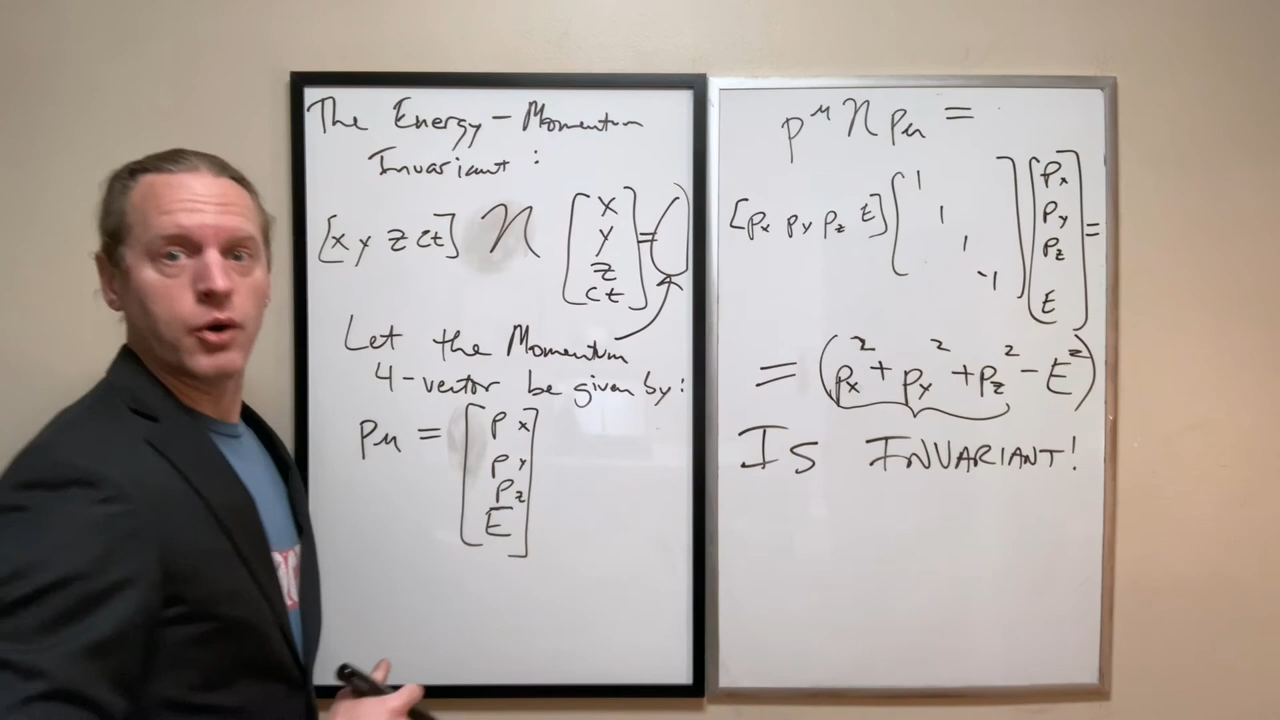 The Energy - Momentum
Invariant :
[x y z ct] η [x y z ct] = ( )
Let the Momentum
4-vector be given by:
pμ = [px py pz E]
p^μ η pμ =
[px py pz E] [1 1 1 -1] [px py pz E] =
= (px² + py² + pz² - E²)
IS INVARIANT!